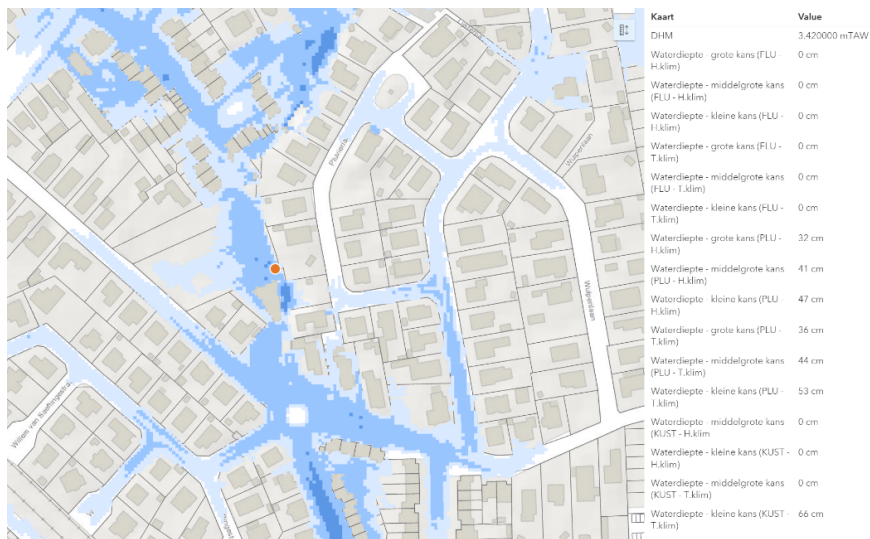 Kaart Value
DHM 3.420000 mTAW
Waterdiepte - grote kans (FLU - 0 cm
H.klim)
Waterdiepte - middelgrote kans 0 cm
(FLU - H.klim)
Waterdiepte - kleine kans (FLU - 0 cm
H.klim)
Waterdiepte - grote kans (FLU - 0 cm
T.klim)
Waterdiepte - middelgrote kans 0 cm
(FLU - T.klim)
Waterdiepte - kleine kans (FLU - 0 cm
T.klim)
Waterdiepte - grote kans (PLU - 32 cm
H.klim)
Waterdiepte - middelgrote kans 41 cm
(PLU - H.klim)
Waterdiepte - kleine kans (PLU - 47 cm
H.klim)
Waterdiepte - grote kans (PLU - 36 cm
T.klim)
Waterdiepte - middelgrote kans 44 cm
(PLU - T.klim)
Waterdiepte - kleine kans (PLU - 53 cm
T.klim)
Waterdiepte - middelgrote kans 0 cm
(KUST - H.klim
Waterdiepte - kleine kans (KUST - 0 cm
H.klim)
Waterdiepte - middelgrote kans 0 cm
(KUST - T.klim)
Waterdiepte - kleine kans (KUST - 66 cm
T.klim)
Wulpenlaan
Wulpenlaan